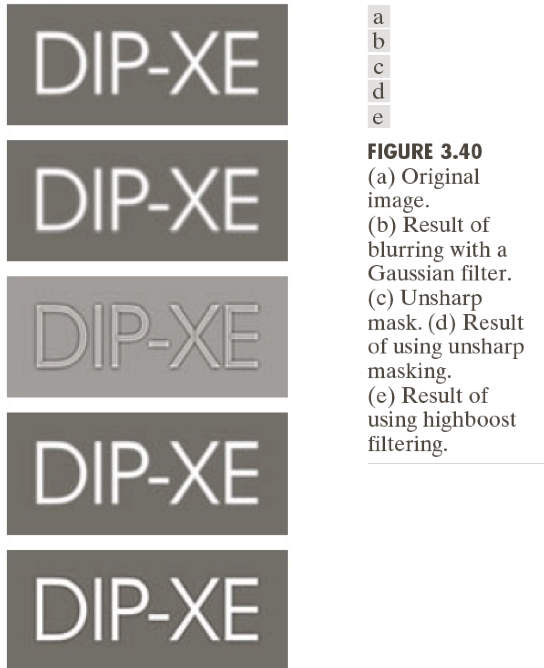 DIP-XE
DIP-XE
DIP-XE
DIP-XE
DIP-XE
a
b
c
d
e
FIGURE 3.40
(a) Original
image.
(b) Result of
blurring with a
Gaussian filter.
(c) Unsharp
mask. (d) Result
of using unsharp
masking.
(e) Result of
using highboost
filtering.